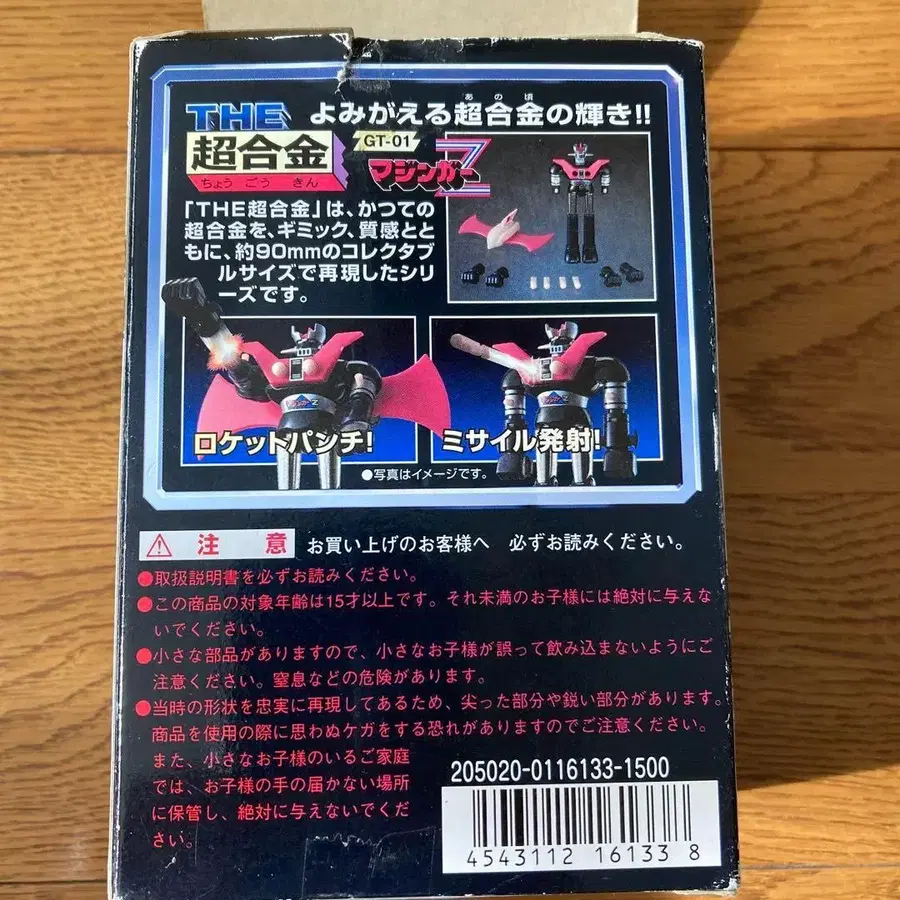 THE
超合金
ちょう ごう きん
あの頃
よみがえる超合金の輝き!!
GT-01
マジンガーZ
「THE超合金」は、かつての
超合金を、ギミック、質感とと
もに、約90mmのコレクタブ
ルサイズで再現したシリ
ーズです。
マジンガーZ
ロケットパンチ!
ミサイル発射!
●写真はイメージです。
⚠ 注意 お買い上げのお客様へ 必ずお読みください。
●取扱説明書を必ずお読みください。
●この商品の対象年齢は15才以上です。それ未満のお子様には絶対に与えな
いでください。
●小さな部品がありますので、小さなお子様が誤って飲み込まないようにご
注意ください。窒息などの危険があります。
●当時の形状を忠実に再現してあるため、尖った部分や鋭い部分があります。
商品を使用の際に思わぬケガをする恐れがありますのでご注意ください。
また、小さなお子様のいるご家庭
では、お子様の手の届かない場所
に保管し、絶対に与えないでくだ
さい。
205020-0116133-1500
4543112 16133 8